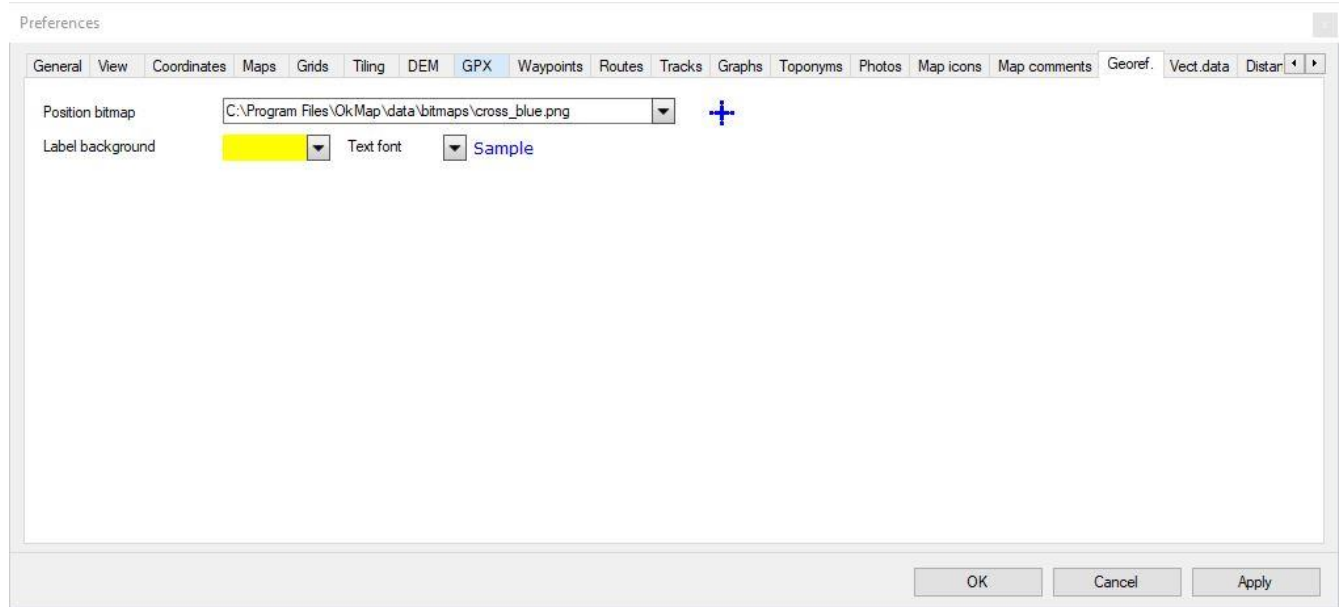 Preferences
General View Coordinates Maps Grids Tiling DEM GPX Waypoints Routes Tracks Graphs Toponyms Photos Map icons Map comments Georef. Vect.data Distar
Position bitmap C:\Program Files\OkMap\data\bitmaps\cross_blue.png
Label background Text font Sample
OK Cancel Apply